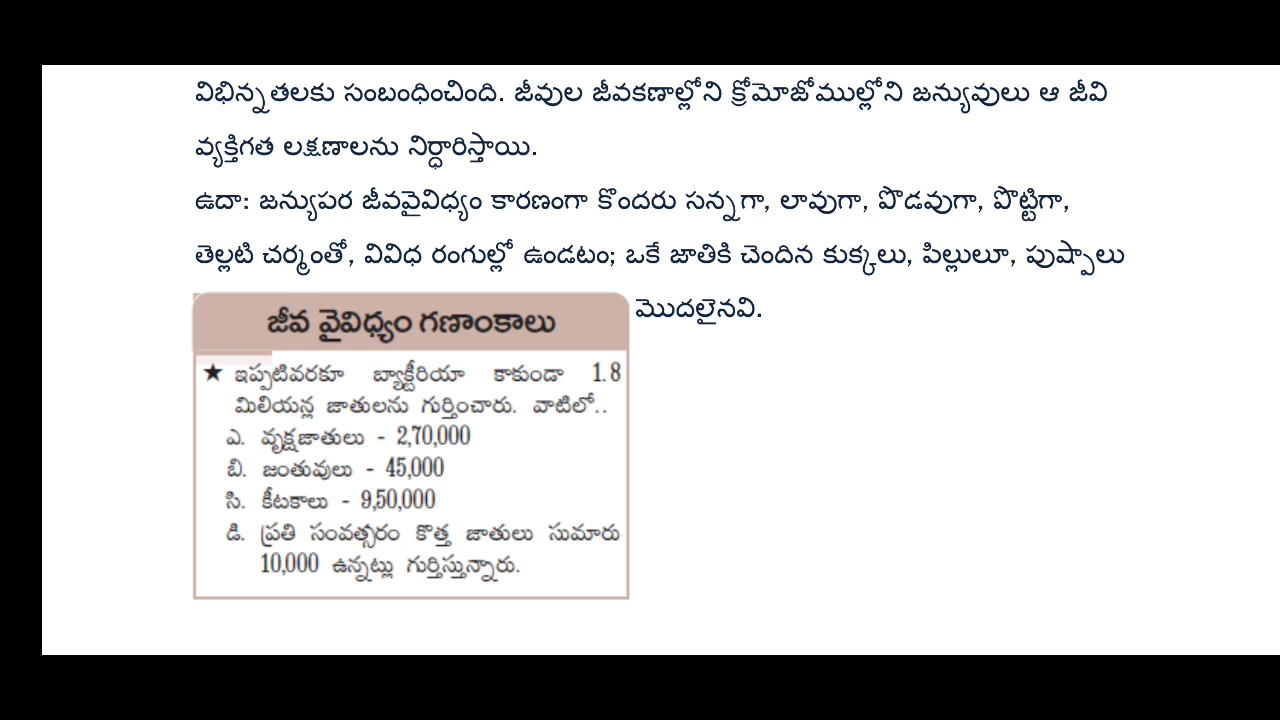 విభిన్నతలకు సంబంధించింది. జీవుల జీవకణాల్లోని క్రోమోజోముల్లోని జన్యువులు ఆ జీవి
వ్యక్తిగత లక్షణాలను నిర్ధారిస్తాయి.
ఉదా: జన్యుపర జీవవైవిధ్యం కారణంగా కొందరు సన్నగా, లావుగా, పొడవుగా, పొట్టిగా,
తెల్లటి చర్మంతో, వివిధ రంగుల్లో ఉండటం; ఒకే జాతికి చెందిన కుక్కలు, పిల్లులూ, పుష్పాలు
మొదలైనవి.
జీవ వైవిధ్యం గణాంకాలు
★ ఇప్పటివరకూ బ్యాక్టీరియా కాకుండా 1.8
మిలియన్ల జాతులను గుర్తించారు. వాటిలో..
ఎ. వృక్షజాతులు - 2,70,000
బి. జంతువులు - 45,000
సి. కీటకాలు - 9,50,000
డి. ప్రతి సంవత్సరం కొత్త జాతులు సుమారు
10,000 ఉన్నట్లు గుర్తిస్తున్నారు.